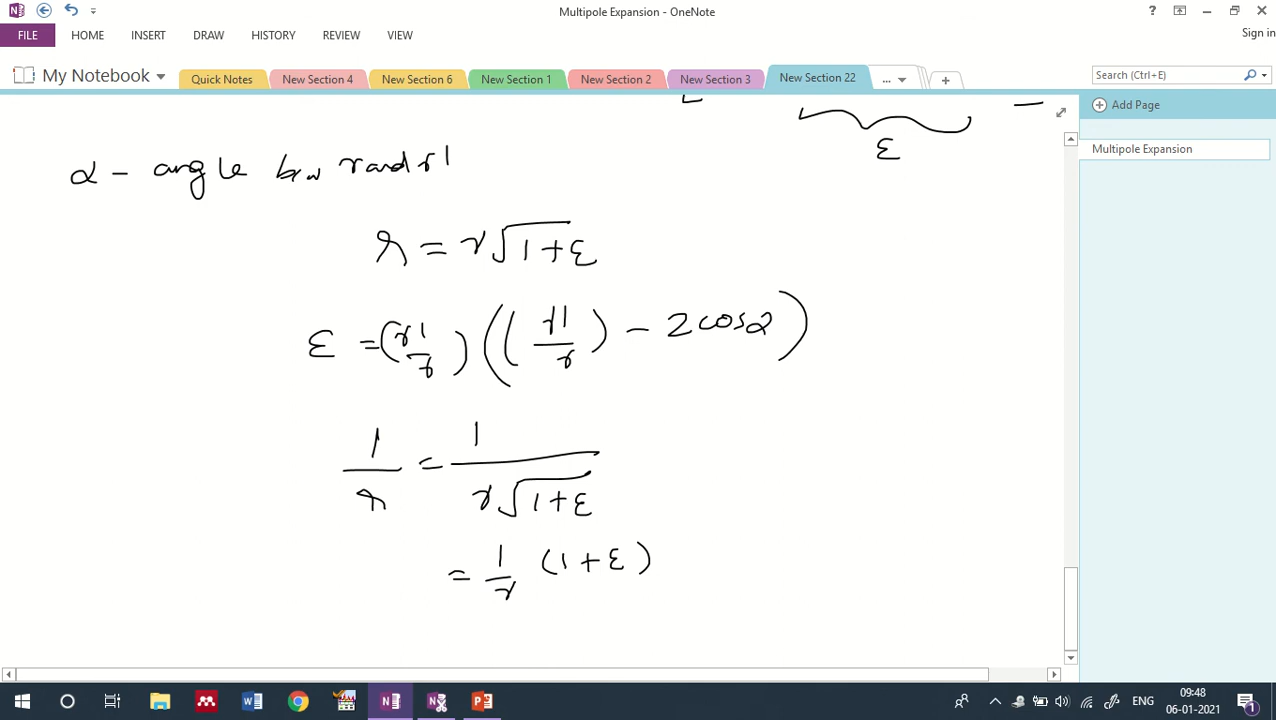 Multipole Expansion - OneNote
FILE HOME INSERT DRAW HISTORY REVIEW VIEW Sign in
My Notebook Quick Notes New Section 4 New Section 6 New Section 1 New Section 2 New Section 3 New Section 22 ... + Search (Ctrl+E)
Add Page
Multipole Expansion
ε
α - angle b/w r and r'
𝓇 = r√(1+ε)
ε = (r'/r) ((r'/r) - 2cosα)
1/𝓇 = 1/(r√(1+ε))
= 1/r (1+ε)
ENG 09:48 06-01-2021 1